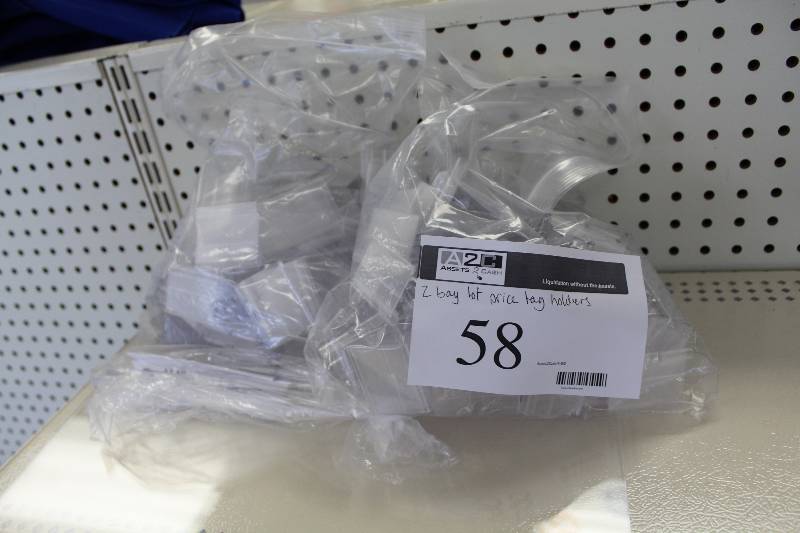 A2C
ASSETS 2 CASH
Liquidation without the hassle.
2 bag lot price tag holders
58